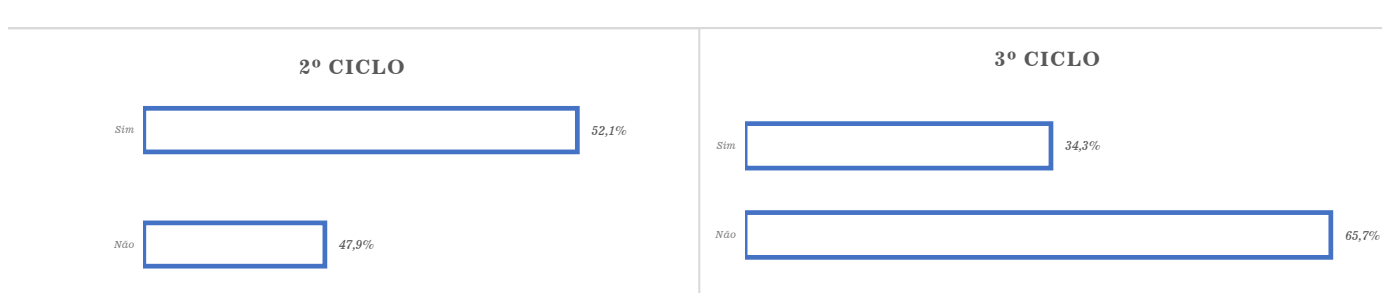 2º CICLO
Sim
52,1%
Não
47,9%
3º CICLO
Sim
34,3%
Não
65,7%